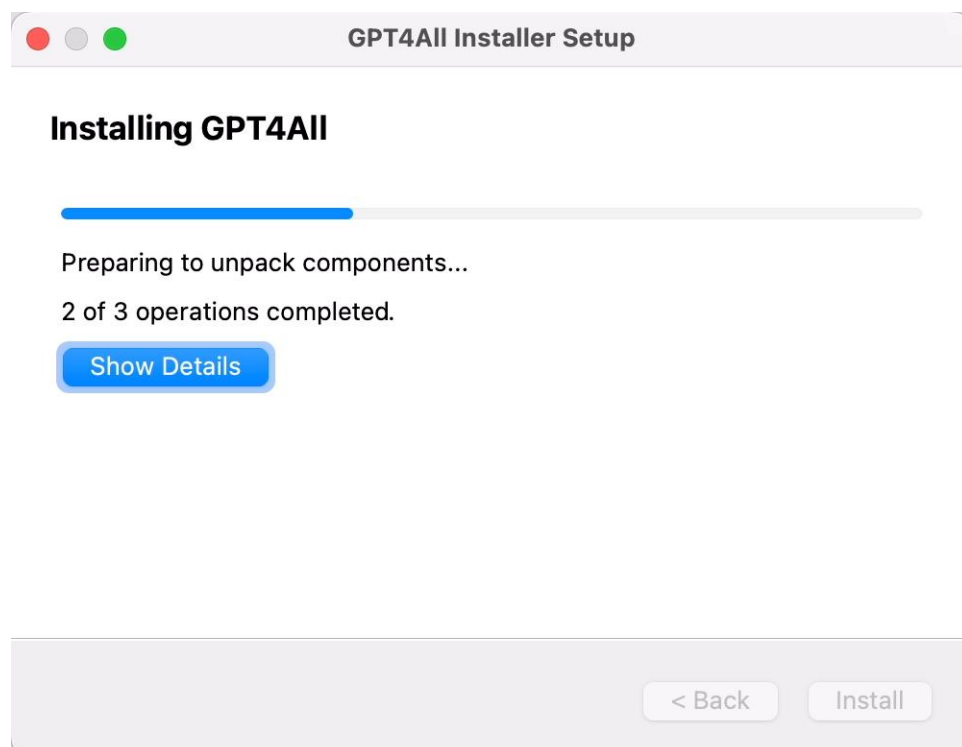 GPT4All Installer Setup
Installing GPT4All
Preparing to unpack components...
2 of 3 operations completed.
Show Details
< Back Install